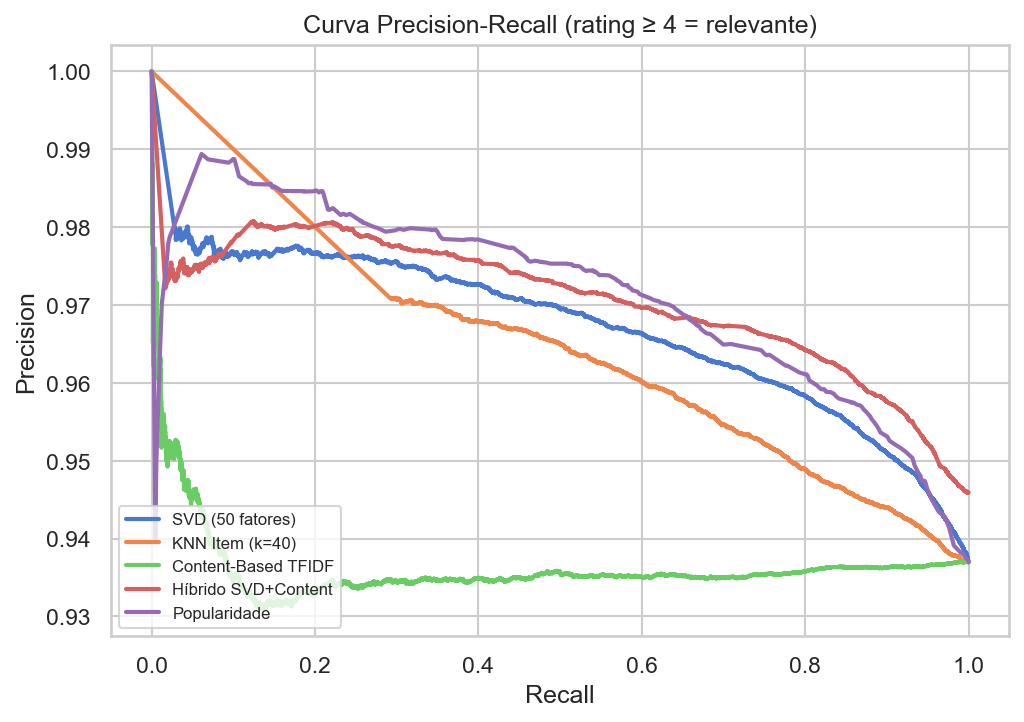 Curva Precision-Recall (rating ≥ 4 = relevante)
1.00
0.99
0.98
0.97
0.96
0.95
0.94
0.93
Precision
SVD (50 fatores)
KNN Item (k=40)
Content-Based TFIDF
Híbrido SVD+Content
Popularidade
0.0 0.2 0.4 0.6 0.8 1.0
Recall